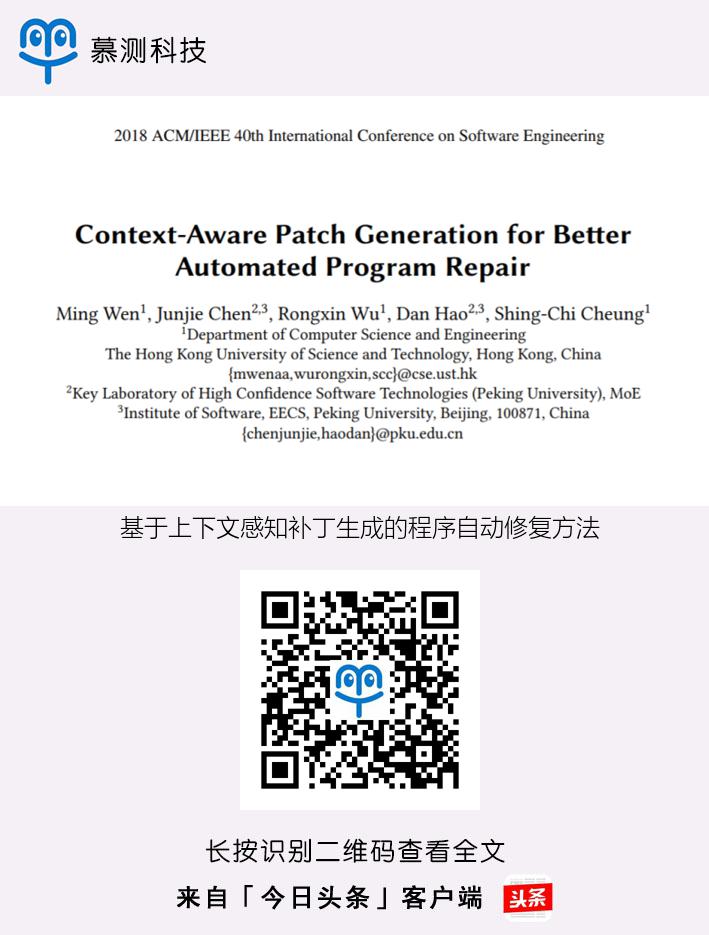 慕测科技
2018 ACM/IEEE 40th International Conference on Software Engineering
Context-Aware Patch Generation for Better
Automated Program Repair
Ming Wen1, Junjie Chen2,3, Rongxin Wu1, Dan Hao2,3, Shing-Chi Cheung1
1Department of Computer Science and Engineering
The Hong Kong University of Science and Technology, Hong Kong, China
{mwenaa,wurongxin,scc}@cse.ust.hk
2Key Laboratory of High Confidence Software Technologies (Peking University), MoE
3Institute of Software, EECS, Peking University, Beijing, 100871, China
{chenjunjie,haodan}@pku.edu.cn
基于上下文感知补丁生成的程序自动修复方法
长按识别二维码查看全文
来自「今日头条」客户端 头条